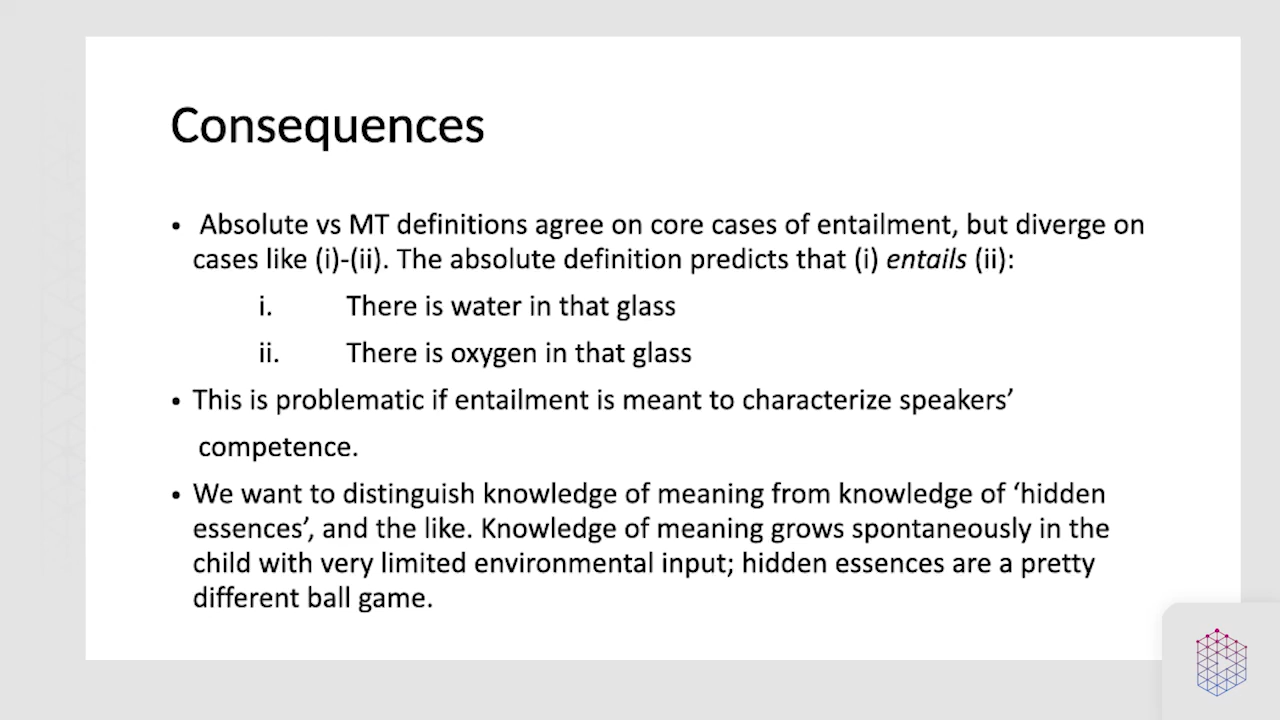 Consequences
• Absolute vs MT definitions agree on core cases of entailment, but diverge on
cases like (i)-(ii). The absolute definition predicts that (i) entails (ii):
i. There is water in that glass
ii. There is oxygen in that glass
• This is problematic if entailment is meant to characterize speakers’
competence.
• We want to distinguish knowledge of meaning from knowledge of ‘hidden
essences’, and the like. Knowledge of meaning grows spontaneously in the
child with very limited environmental input; hidden essences are a pretty
different ball game.